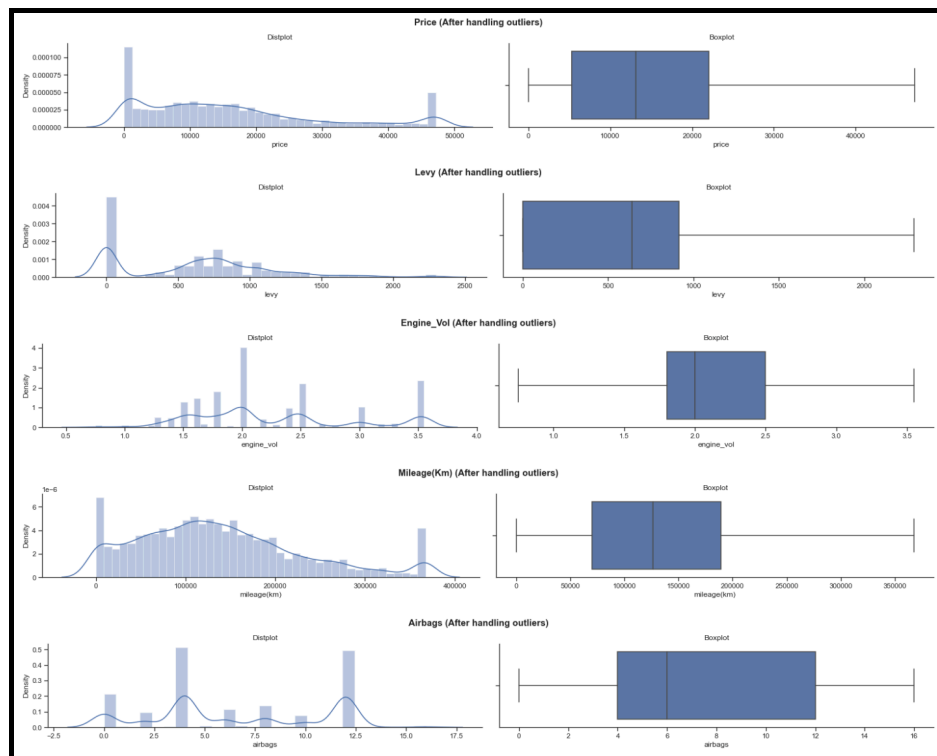 Price (After handling outliers)
Distplot Boxplot
0.000100
0.000075
0.000050
0.000025
0.000000
Density
0 10000 20000 30000 40000 50000
price
0 10000 20000 30000 40000
price
Levy (After handling outliers)
Distplot Boxplot
0.004
0.003
0.002
0.001
0.000
Density
0 500 1000 1500 2000 2500
levy
0 500 1000 1500 2000
levy
Engine_Vol (After handling outliers)
Distplot Boxplot
4
3
2
1
0
Density
0.5 1.0 1.5 2.0 2.5 3.0 3.5 4.0
engine_vol
1.0 1.5 2.0 2.5 3.0 3.5
engine_vol
Mileage(Km) (After handling outliers)
Distplot Boxplot
1e−6
6
4
2
0
Density
0 100000 200000 300000 400000
mileage(km)
0 50000 100000 150000 200000 250000 300000 350000
mileage(km)
Airbags (After handling outliers)
Distplot Boxplot
0.5
0.4
0.3
0.2
0.1
0.0
Density
−2.5 0.0 2.5 5.0 7.5 10.0 12.5 15.0 17.5
airbags
0 2 4 6 8 10 12 14 16
airbags